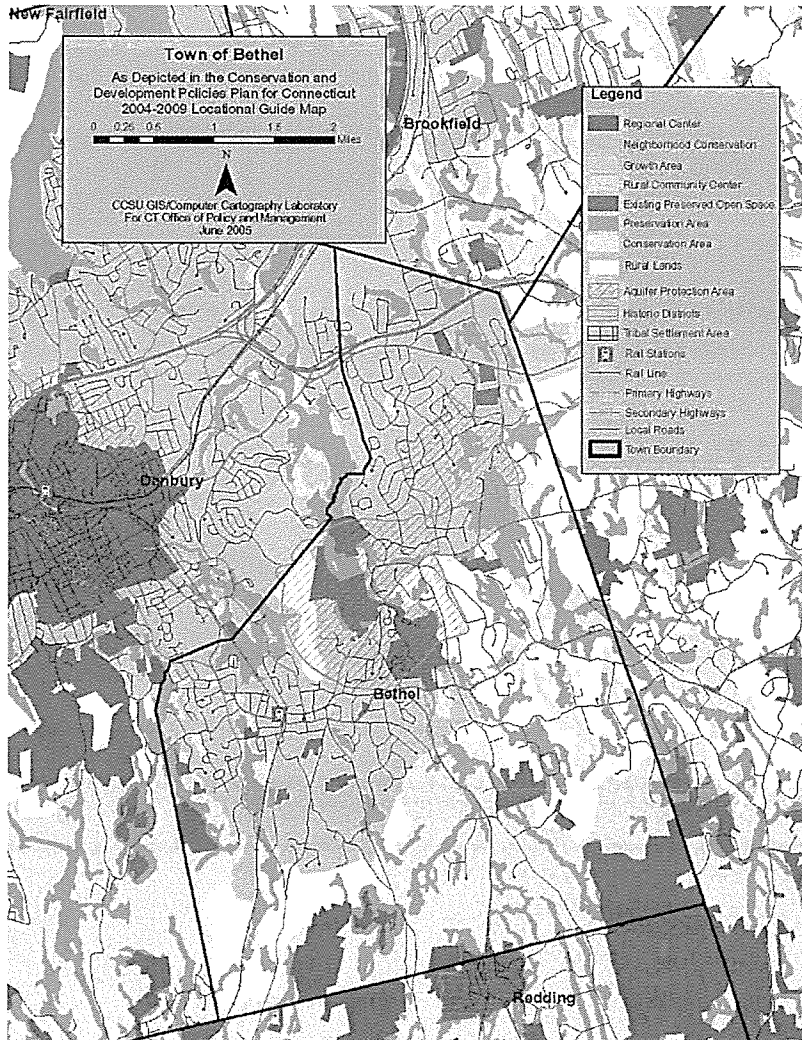 New Fairfield
Town of Bethel
As Depicted in the Conservation and
Development Policies Plan for Connecticut
2004-2009 Locational Guide Map
0 0.25 0.5 1 1.5 2
Miles
N
CCSU GIS/Computer Cartography Laboratory
For CT Office of Policy and Management
June 2005
Brookfield
Legend
Regional Center
Neighborhood Conservation
Growth Area
Rural Community Center
Existing Preserved Open Space
Preservation Area
Conservation Area
Rural Lands
Aquifer Protection Area
Historic Districts
Tribal Settlement Area
Rail Stations
Rail Line
Primary Highways
Secondary Highways
Local Roads
Town Boundary
Danbury
Bethel
Redding